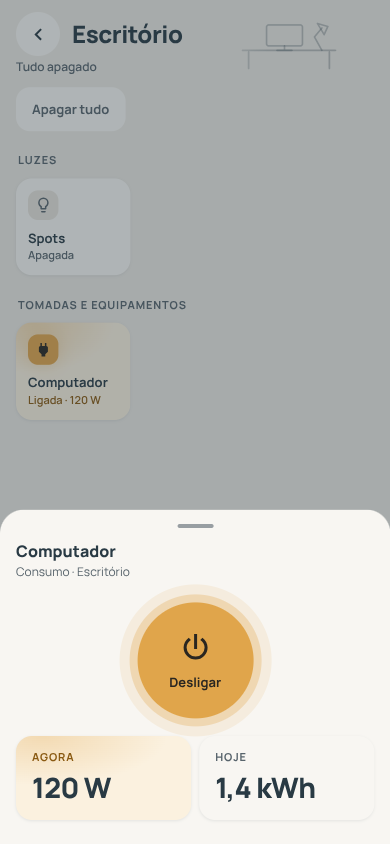 Escritório
Tudo apagado
Apagar tudo
LUZES
Spots
Apagada
TOMADAS E EQUIPAMENTOS
Computador
Ligada · 120 W
Computador
Consumo · Escritório
Desligar
AGORA
120 W
HOJE
1,4 kWh